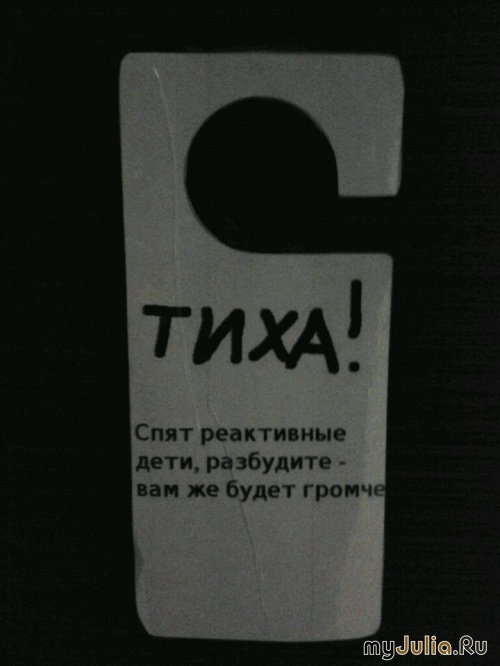 ТИХА!
Спят реактивные
дети, разбудите -
вам же будет громче
myJulia.Ru